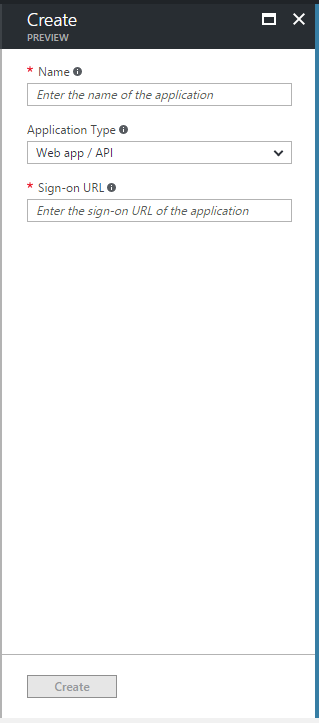 Create
PREVIEW
* Name
Enter the name of the application
Application Type
Web app / API
* Sign-on URL
Enter the sign-on URL of the application
Create